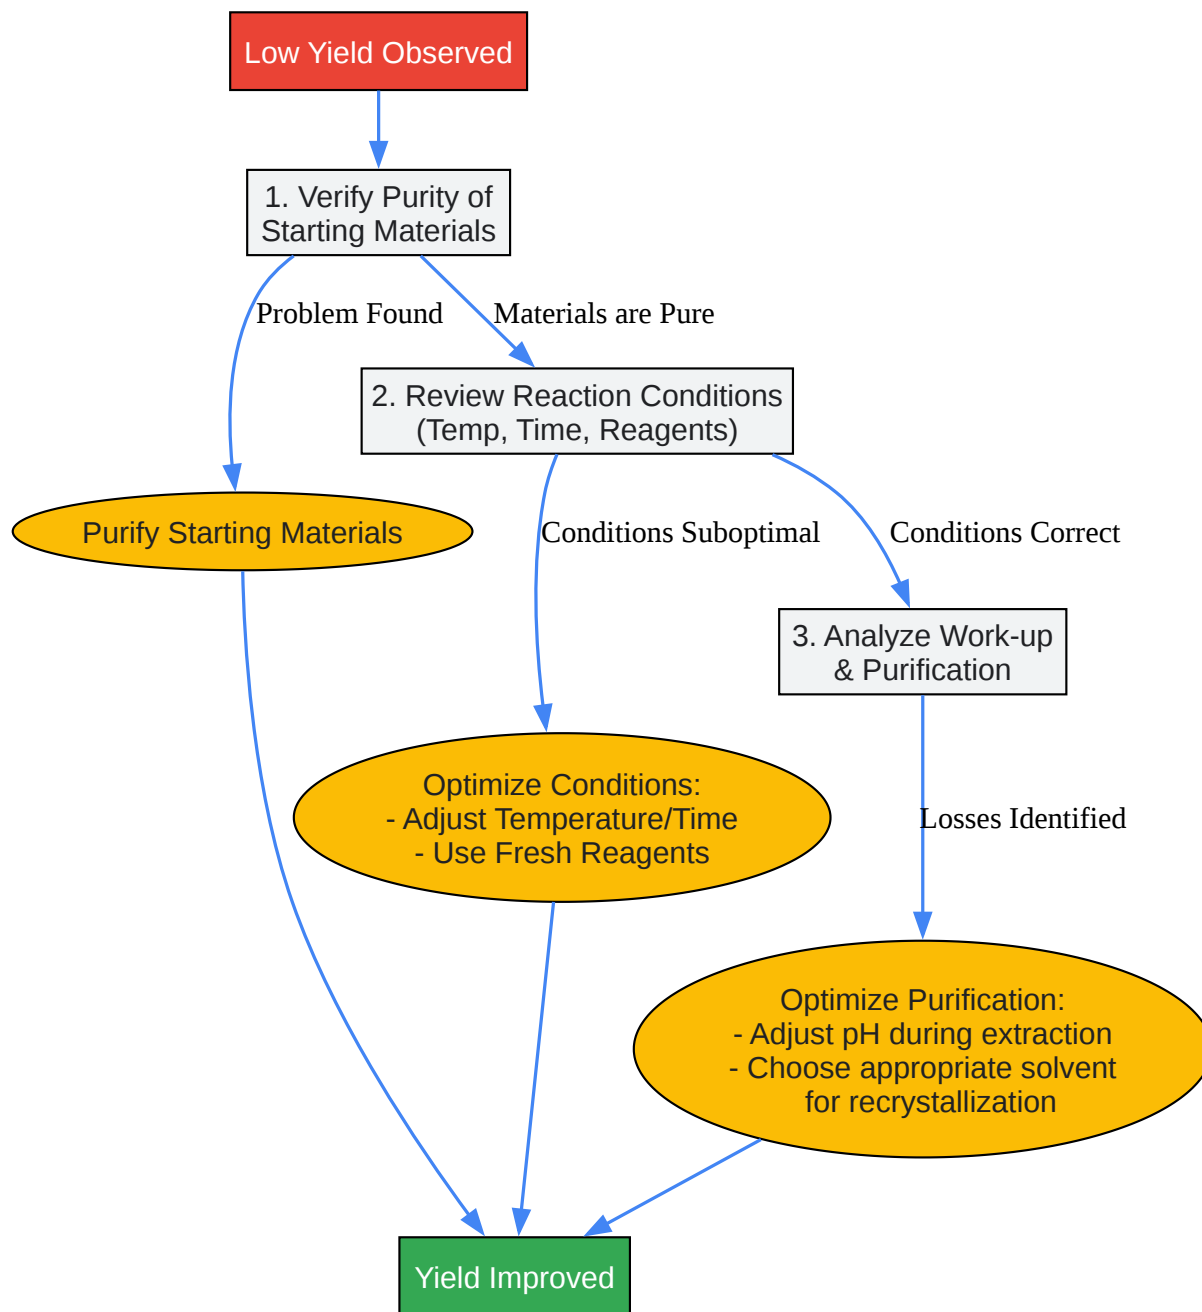 Low Yield Observed
1. Verify Purity of
Starting Materials
Problem Found
Materials are Pure
2. Review Reaction Conditions
(Temp, Time, Reagents)
Purify Starting Materials
Conditions Suboptimal
Conditions Correct
3. Analyze Work-up
& Purification
Optimize Conditions:
- Adjust Temperature/Time
- Use Fresh Reagents
Losses Identified
Optimize Purification:
- Adjust pH during extraction
- Choose appropriate solvent
for recrystallization
Yield Improved